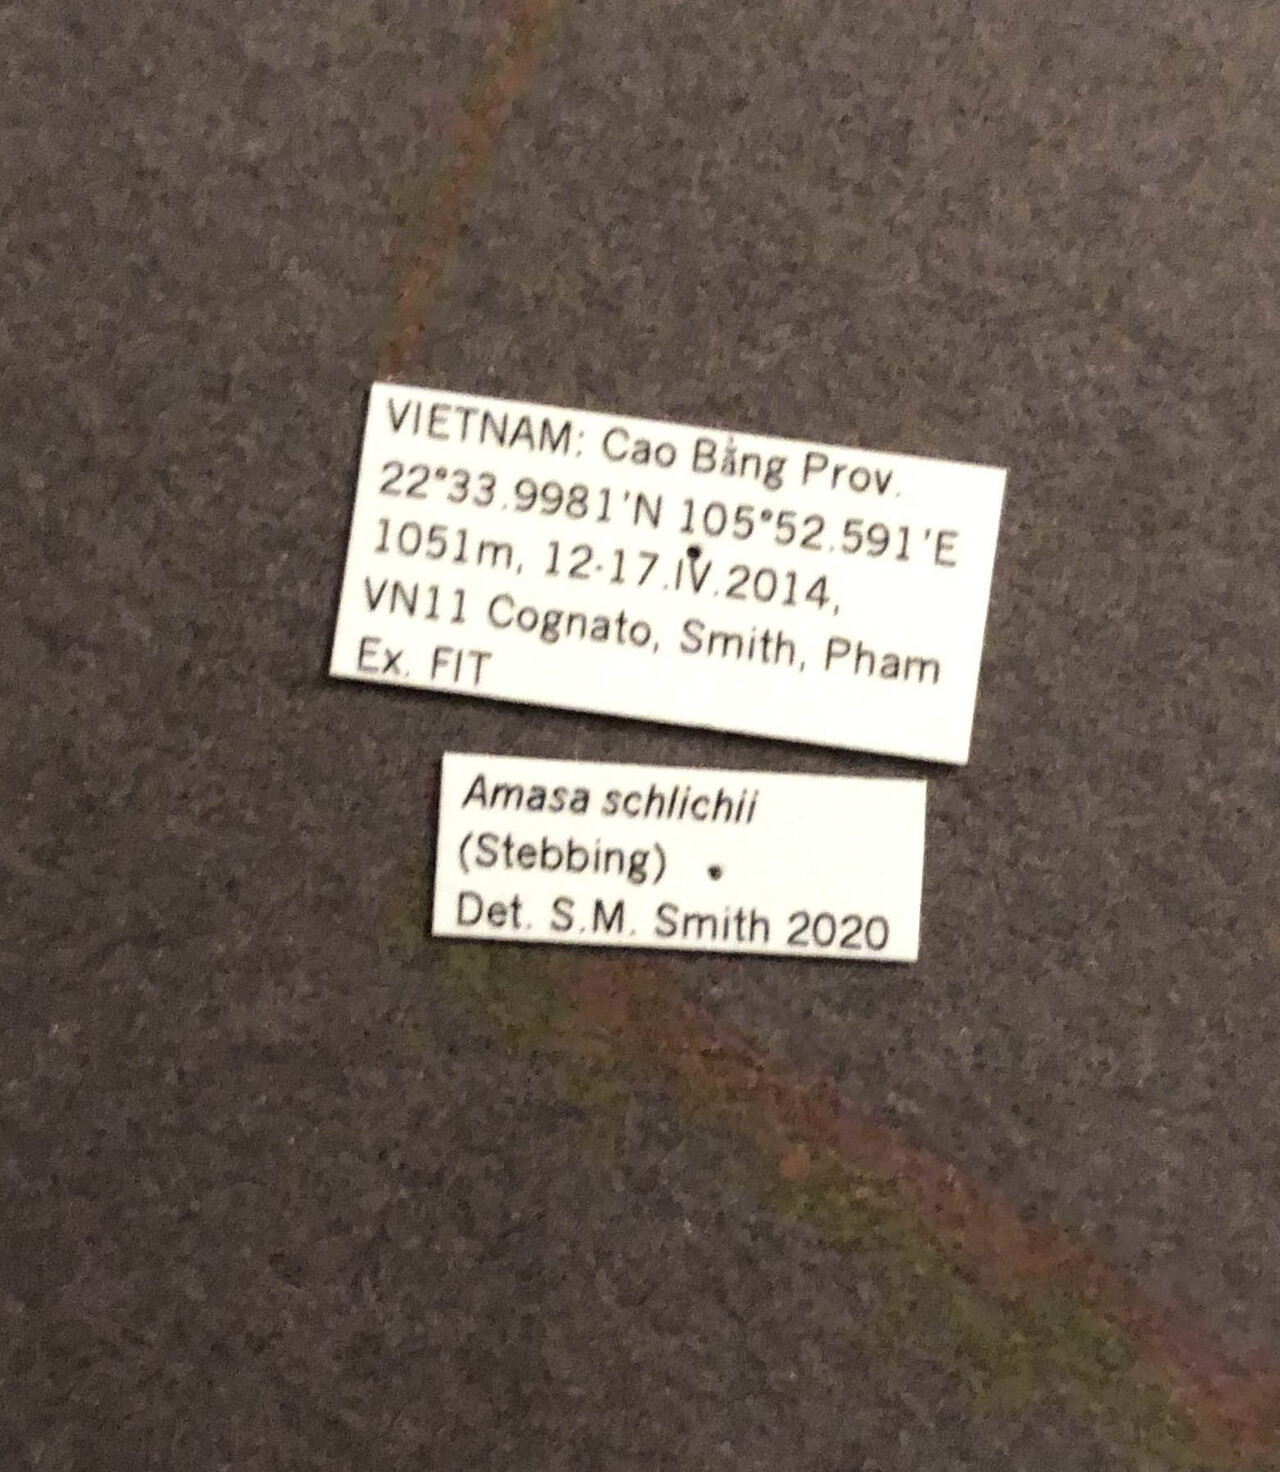 VIETNAM: Cao Bằng Prov.
22°33.9981'N 105°52.591'E
1051m, 12-17.IV.2014,
VN11 Cognato, Smith, Pham
Ex. FIT
Amasa schlichii
(Stebbing)
Det. S.M. Smith 2020